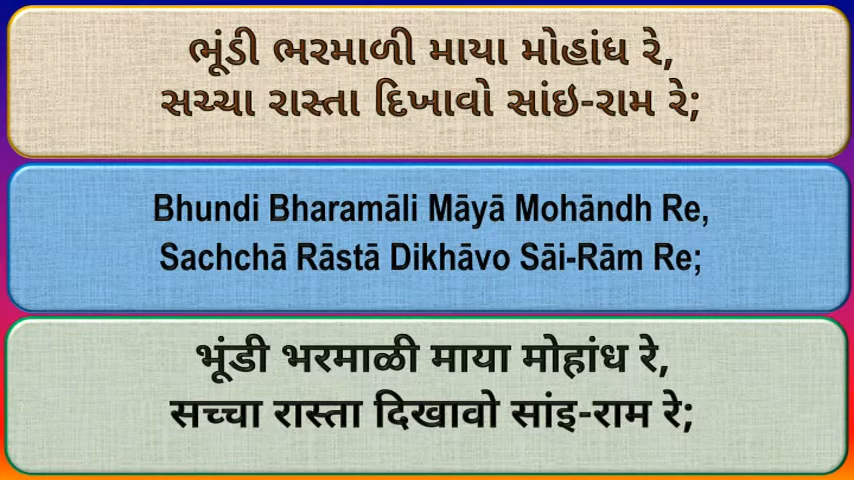 ભૂંડી ભરમાળી માયા મોહાંધ રે,
સચ્ચા રાસ્તા દિખાવો સાંઇ-રામ રે;
Bhundi Bharamāli Māyā Mohāndh Re,
Sachchā Rāstā Dikhāvo Sāi-Rām Re;
भूंडी भरमाळी माया मोहांध रे,
सच्चा रास्ता दिखावो सांइ-राम रे;